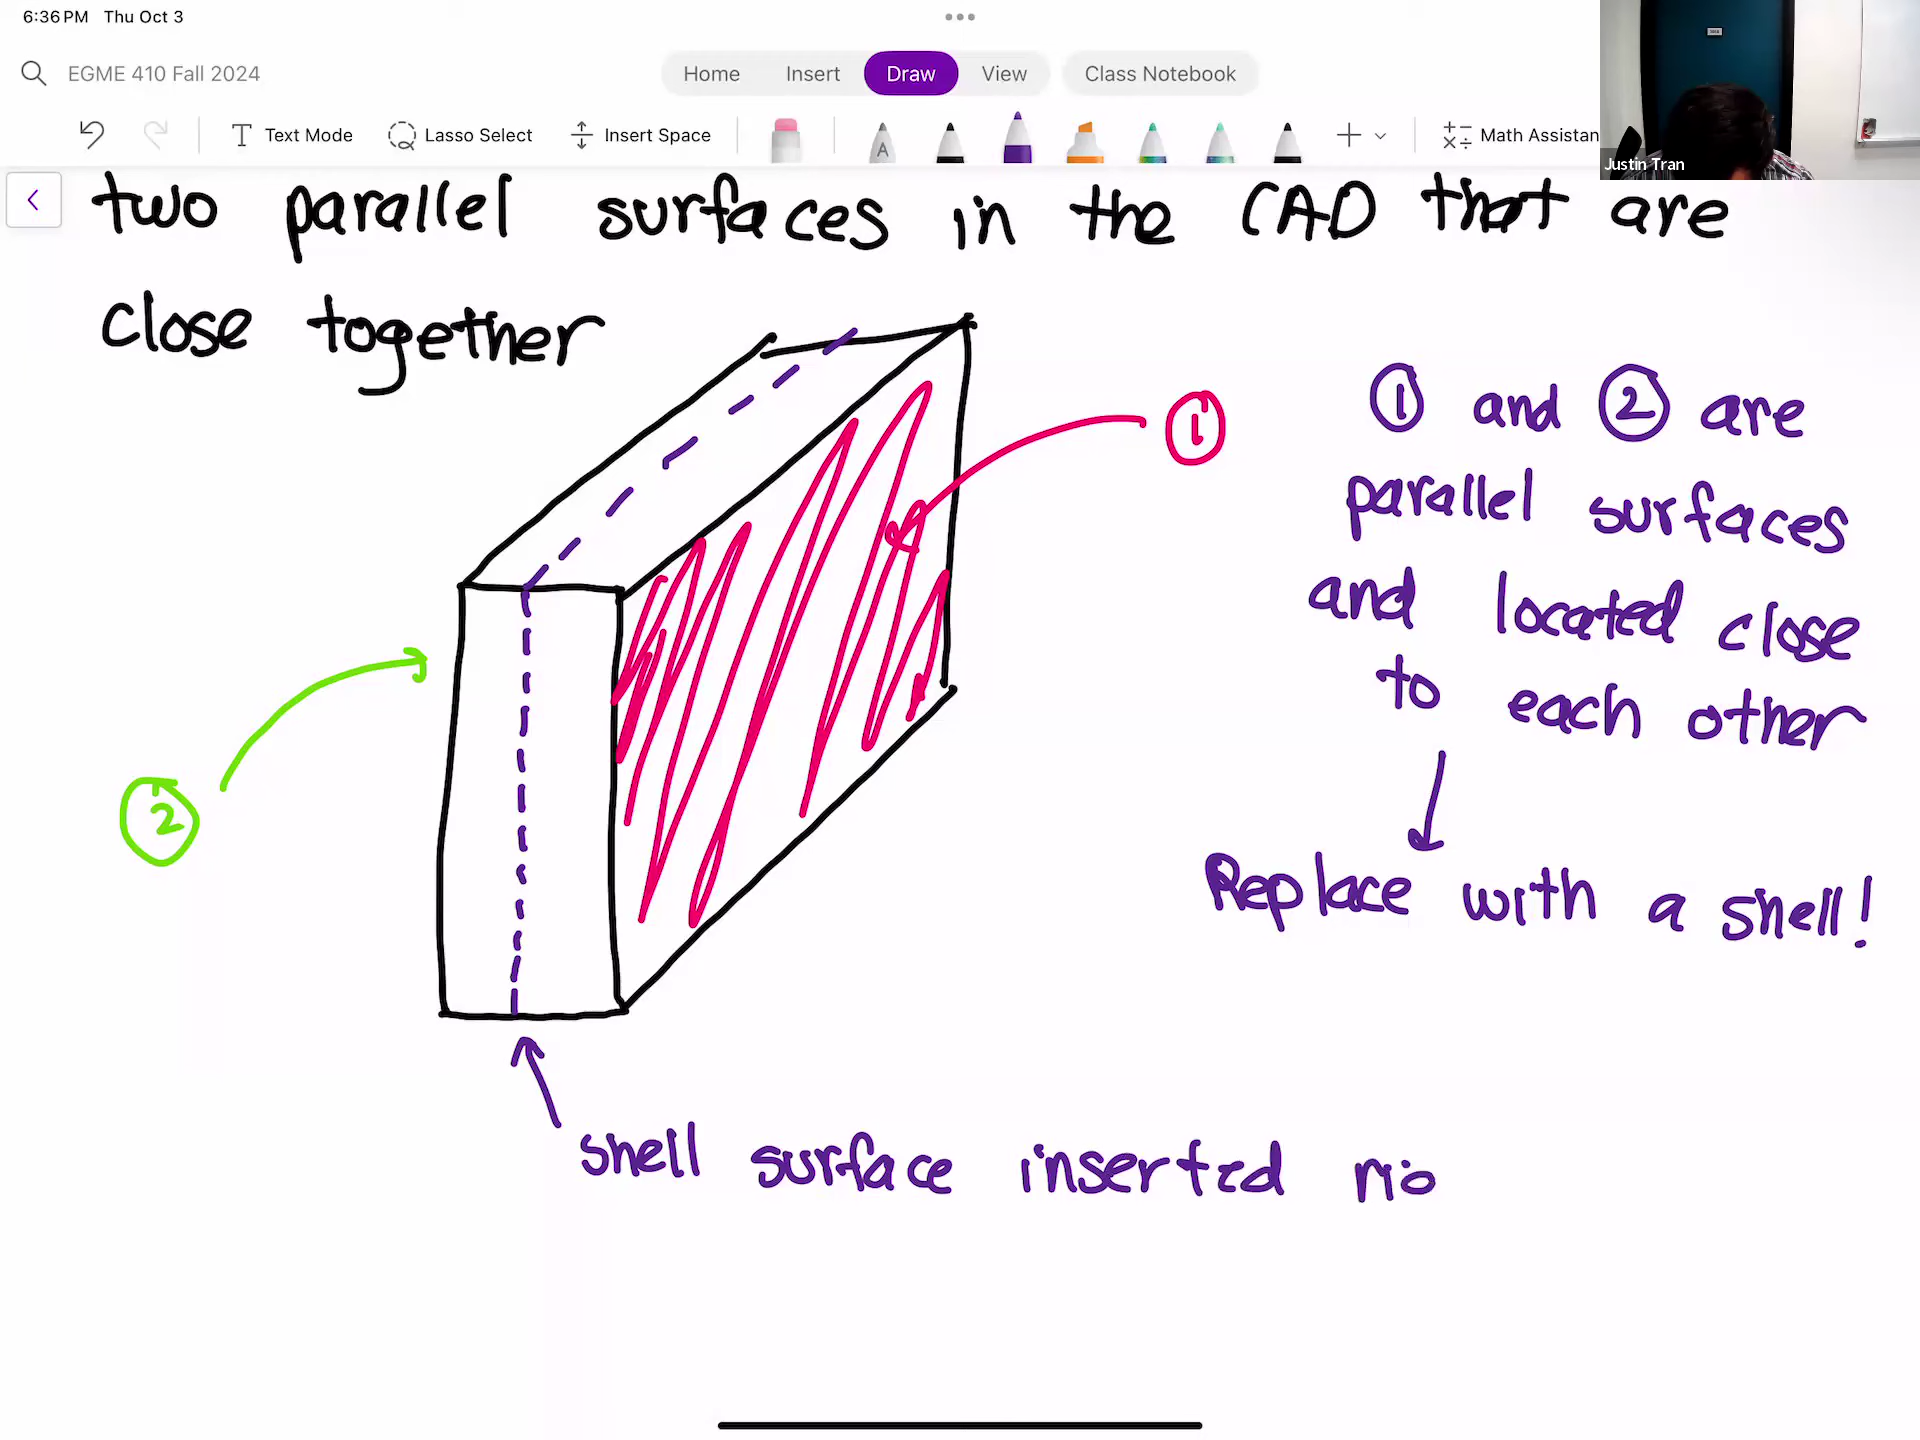 6:36 PM Thu Oct 3
EGME 410 Fall 2024
Home Insert Draw View Class Notebook
Text Mode Lasso Select Insert Space A Math Assistan
Justin Tran
two parallel surfaces in the CAD that are
close together
1
1 and 2 are
parallel surfaces
and located close
to each other
2
Replace with a shell!
shell surface inserted